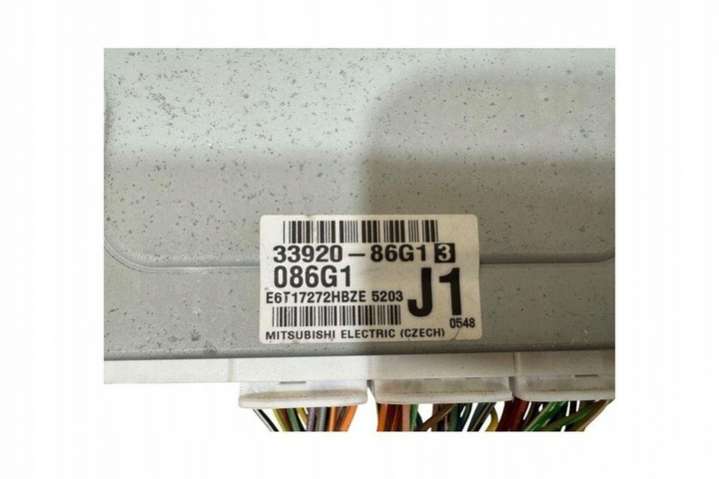 33920-86G1 3
086G1
E6T17272HBZE 5203
J1
0548
MITSUBISHI ELECTRIC (CZECH)